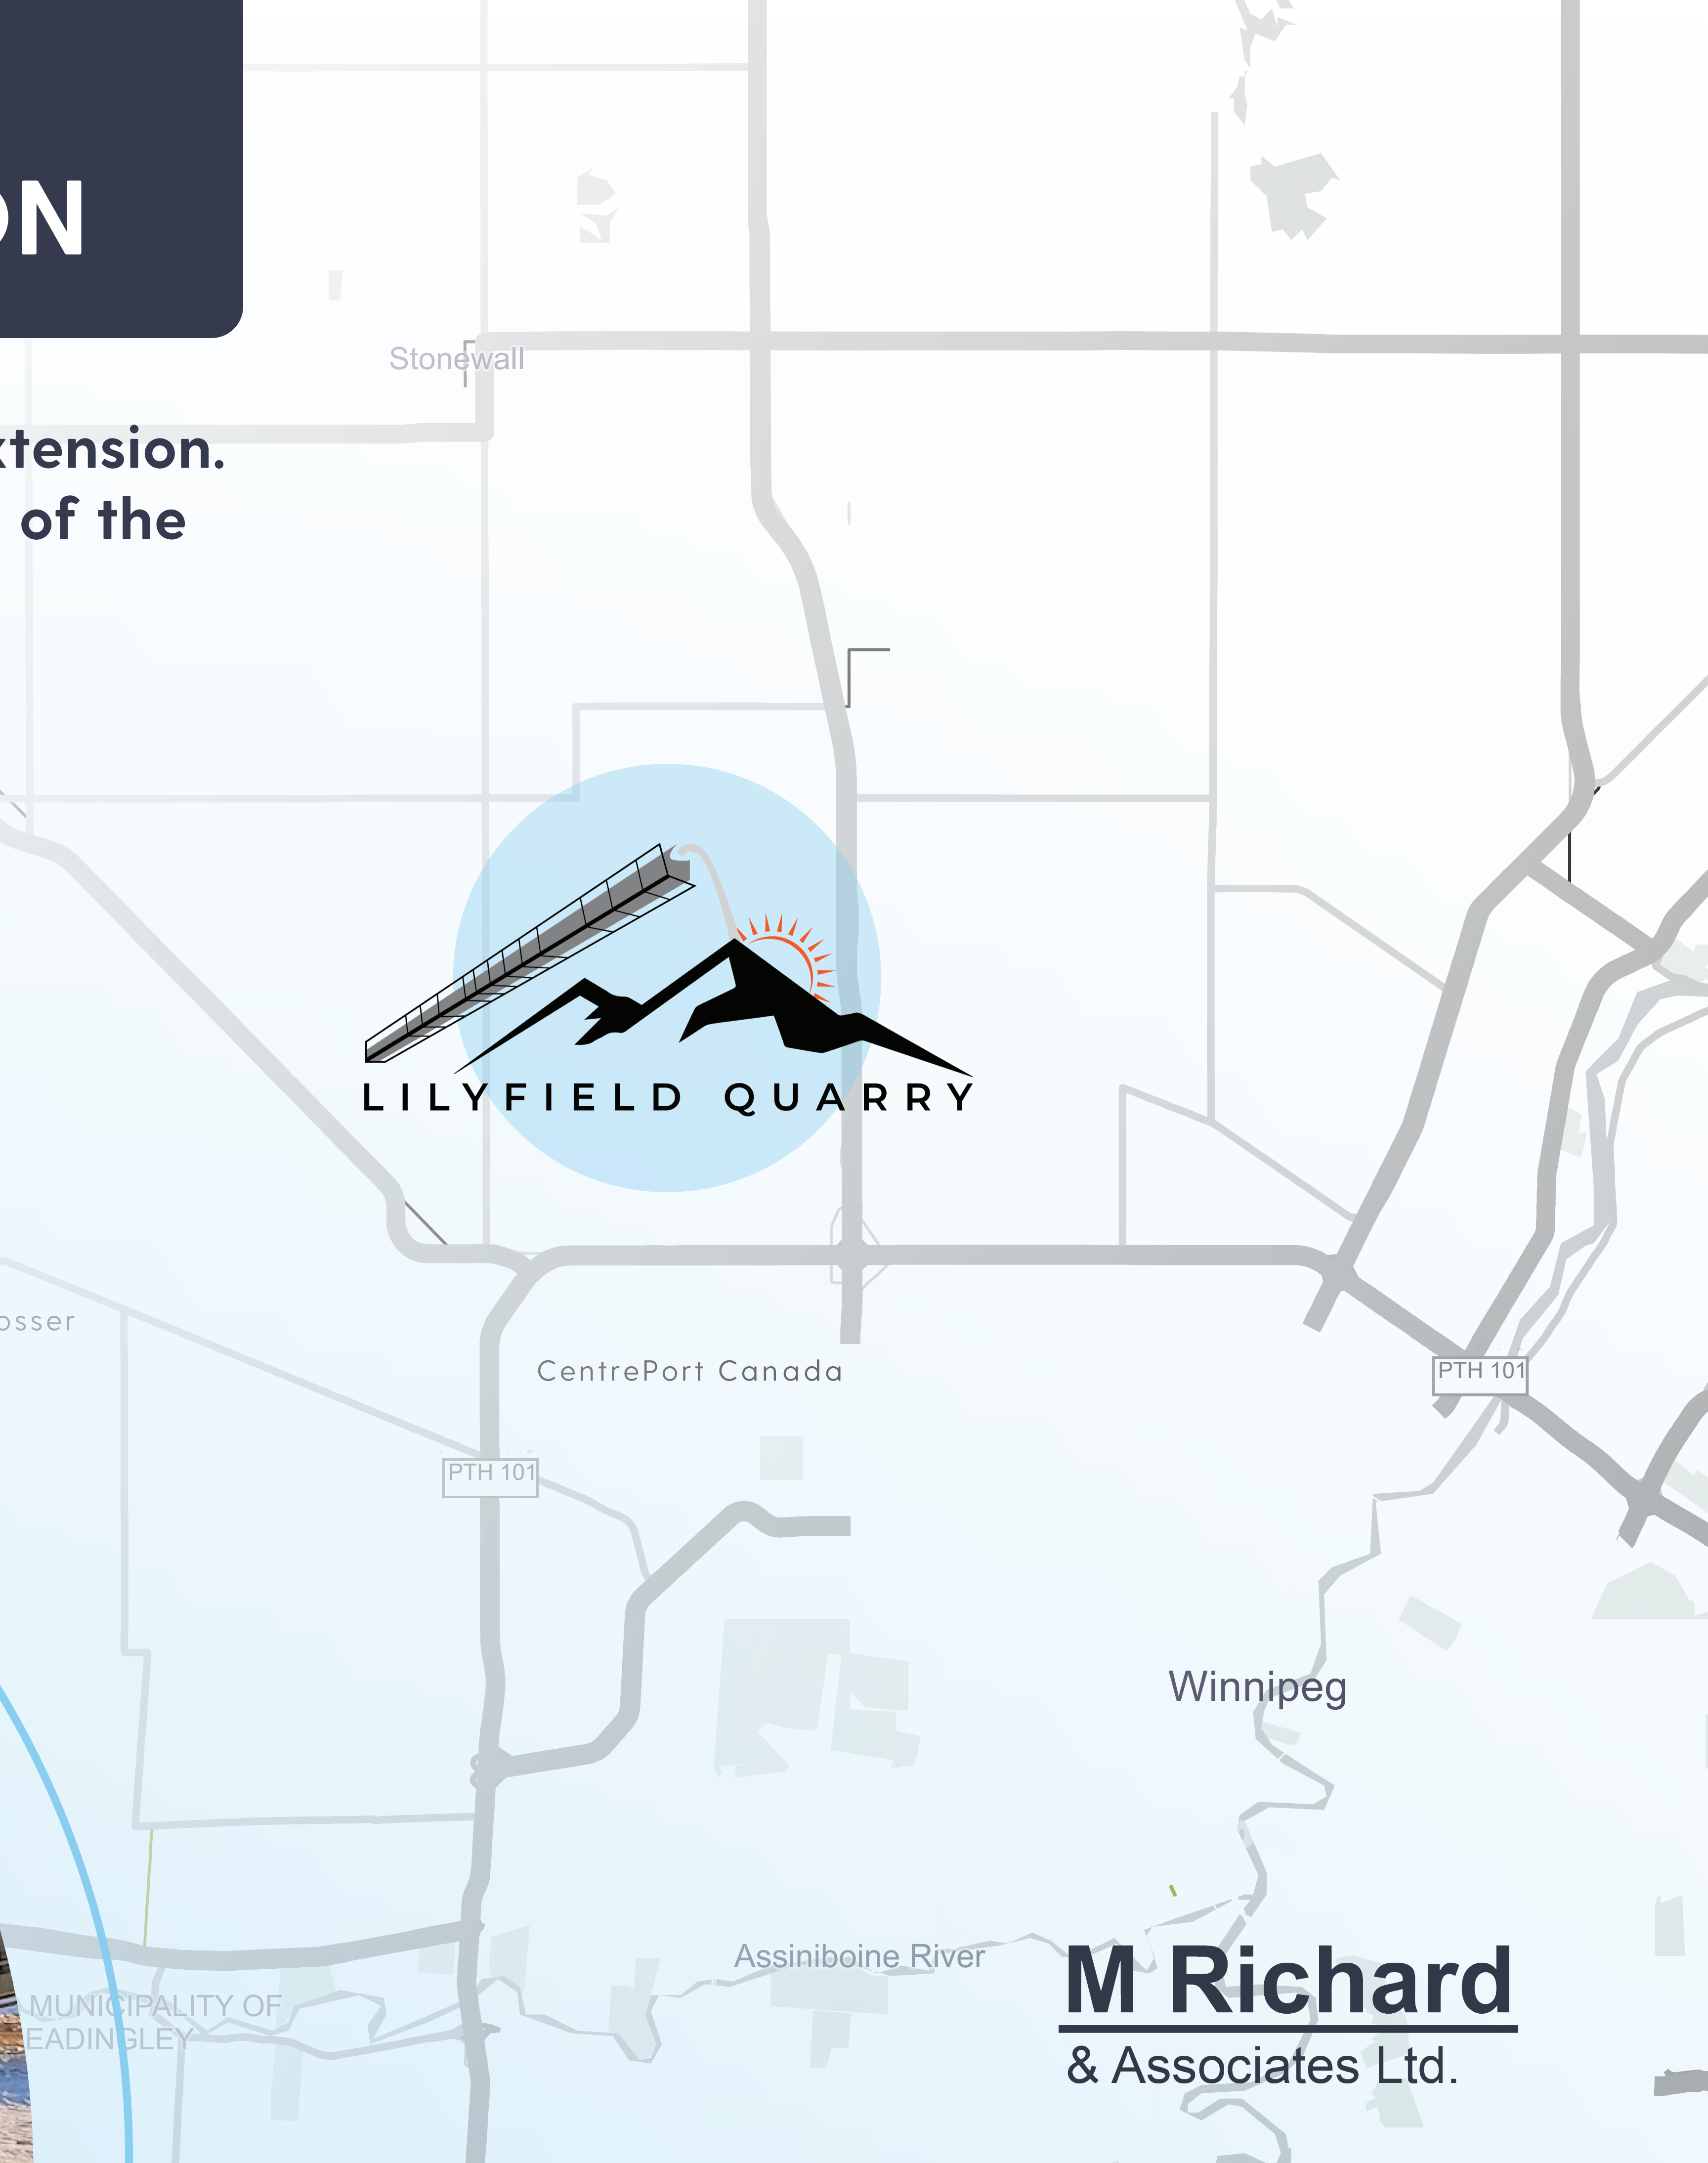 ON
Stonewall
xtension.
of the
LILYFIELD QUARRY
osser
CentrePort Canada
PTH 101
PTH 101
Winnipeg
Assiniboine River
M Richard
& Associates Ltd.
MUNICIPALITY OF
EADINGLEY